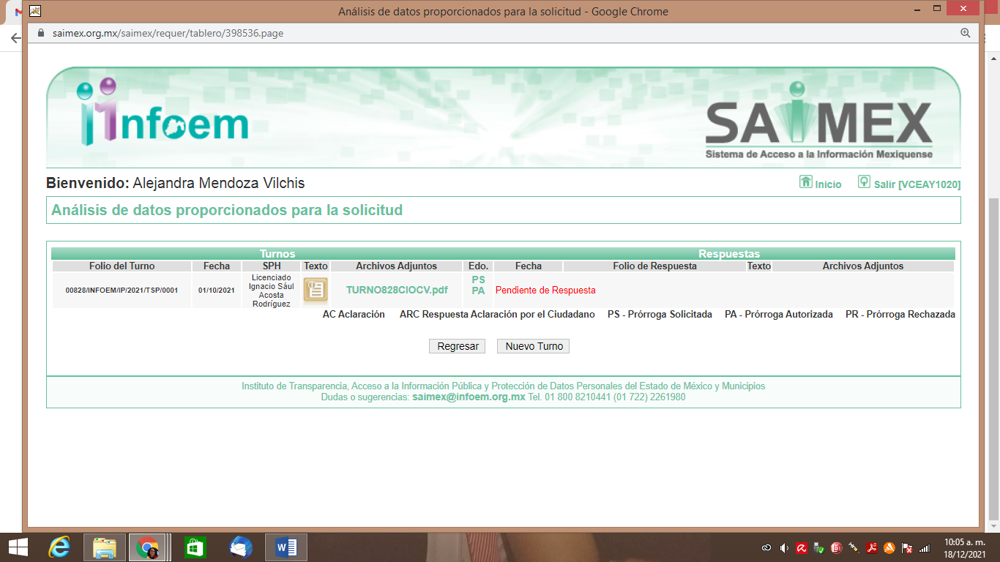 Análisis de datos proporcionados para la solicitud - Google Chrome
saimex.org.mx/saimex/requer/tablero/398536.page
infoem
SAIMEX
Sistema de Acceso a la Información Mexiquense
Bienvenido: Alejandra Mendoza Vilchis
Inicio
Salir [VCEAY1020]
Análisis de datos proporcionados para la solicitud
Turnos
Respuestas
Folio del Turno
Fecha
SPH
Texto
Archivos Adjuntos
Edo.
Fecha
Folio de Respuesta
Texto
Archivos Adjuntos
00828/INFOEM/IP/2021/TSP/0001
01/10/2021
Licenciado
Ignacio Sául
Acosta
Rodríguez
TURNO828CIOCV.pdf
PS
PA
Pendiente de Respuesta
AC Aclaración
ARC Respuesta Aclaración por el Ciudadano
PS - Prórroga Solicitada
PA - Prórroga Autorizada
PR - Prórroga Rechazada
Regresar
Nuevo Turno
Instituto de Transparencia, Acceso a la Información Pública y Protección de Datos Personales del Estado de México y Municipios
Dudas o sugerencias: saimex@infoem.org.mx Tel. 01 800 8210441 (01 722) 2261980
10:05 a. m.
18/12/2021